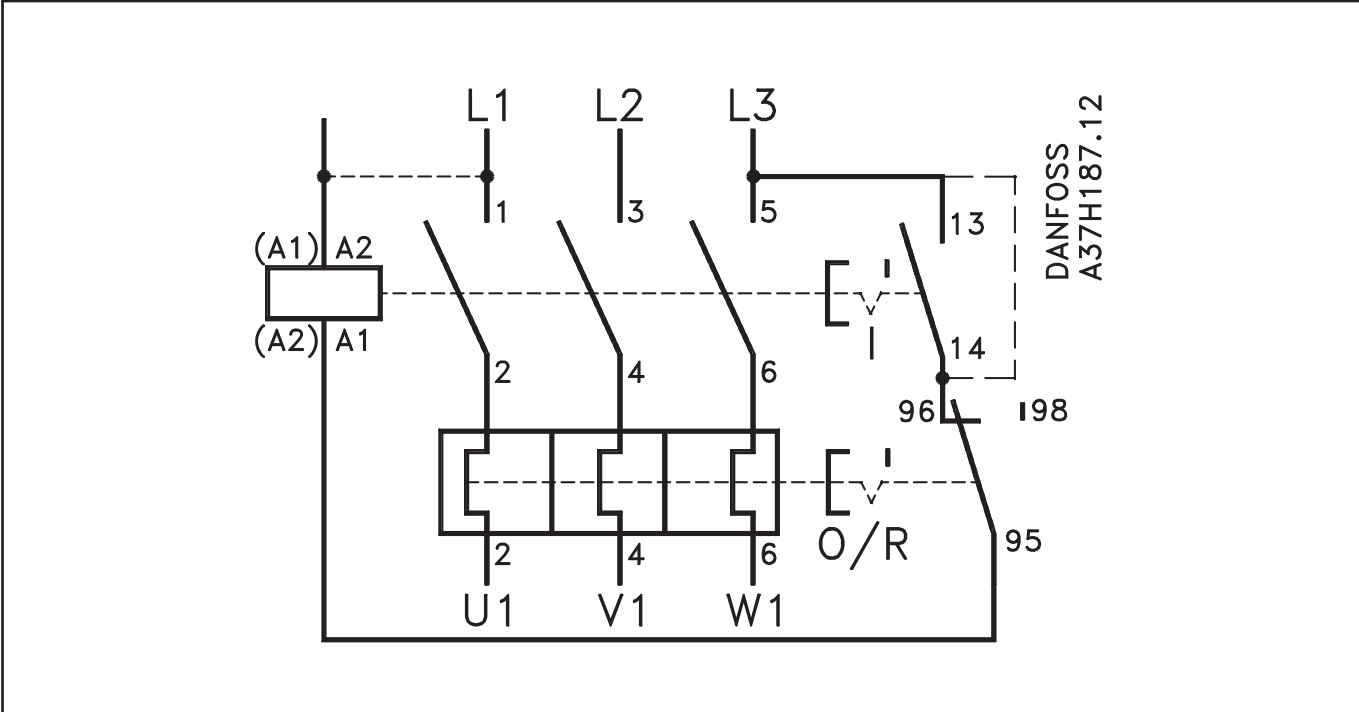 L1 L2 L3
1 3 5 13
(A1) A2
(A2) A1
I
14
2 4 6
96 98
O/R
95
2 4 6
U1 V1 W1
DANFOSS
A37H187.12